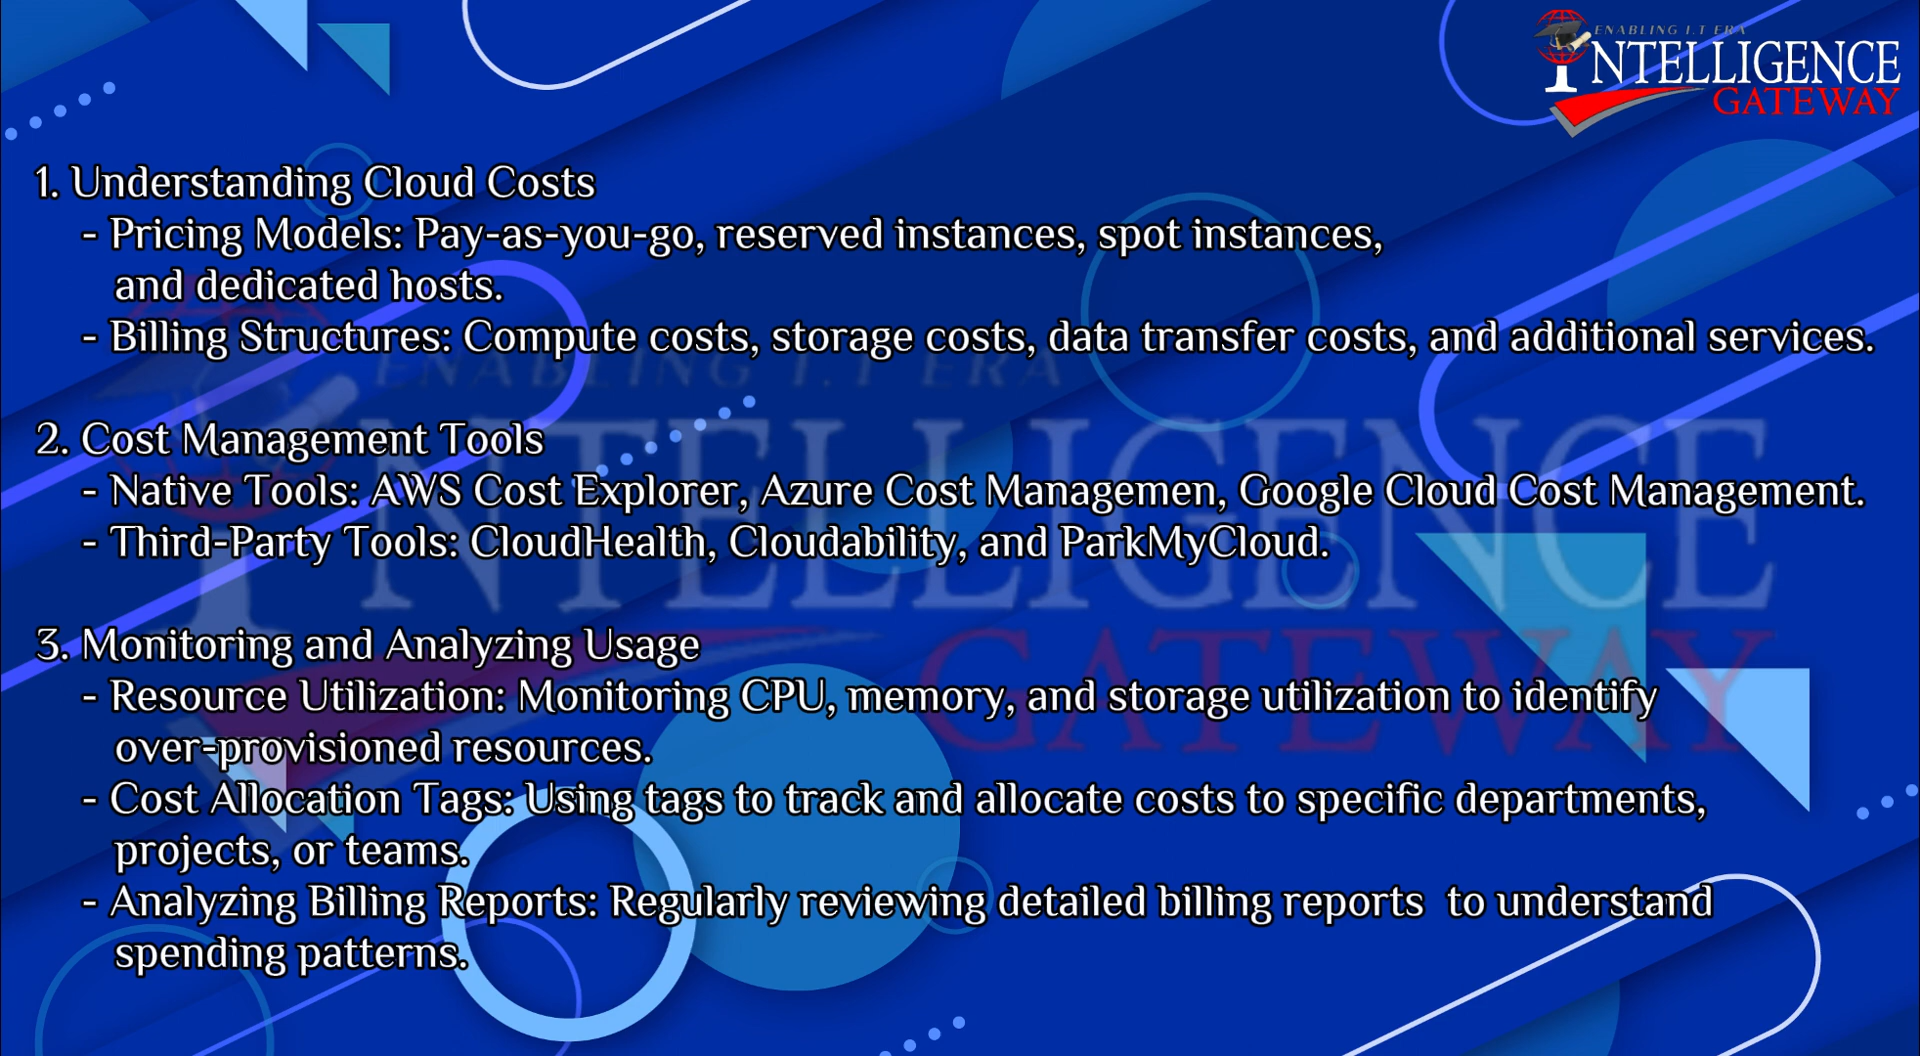 ENABLING I.T ERA
INTELLIGENCE
GATEWAY
1. Understanding Cloud Costs
- Pricing Models: Pay-as-you-go, reserved instances, spot instances,
and dedicated hosts.
- Billing Structures: Compute costs, storage costs, data transfer costs, and additional services.
ENABLING I.T ERA
2. Cost Management Tools
- Native Tools: AWS Cost Explorer, Azure Cost Managemen, Google Cloud Cost Management.
- Third-Party Tools: CloudHealth, Cloudability, and ParkMyCloud.
INTELLIGENCE
3. Monitoring and Analyzing Usage
GATEWAY
- Resource Utilization: Monitoring CPU, memory, and storage utilization to identify
over-provisioned resources.
- Cost Allocation Tags: Using tags to track and allocate costs to specific departments,
projects, or teams.
- Analyzing Billing Reports: Regularly reviewing detailed billing reports  to understand
spending patterns.